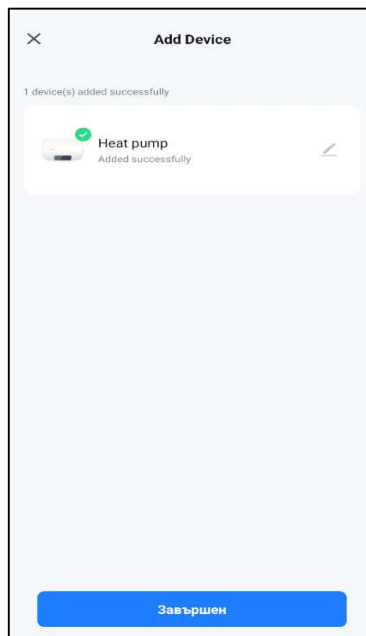 Add Device
1 device(s) added successfully
Heat pump
Added successfully
Завършен